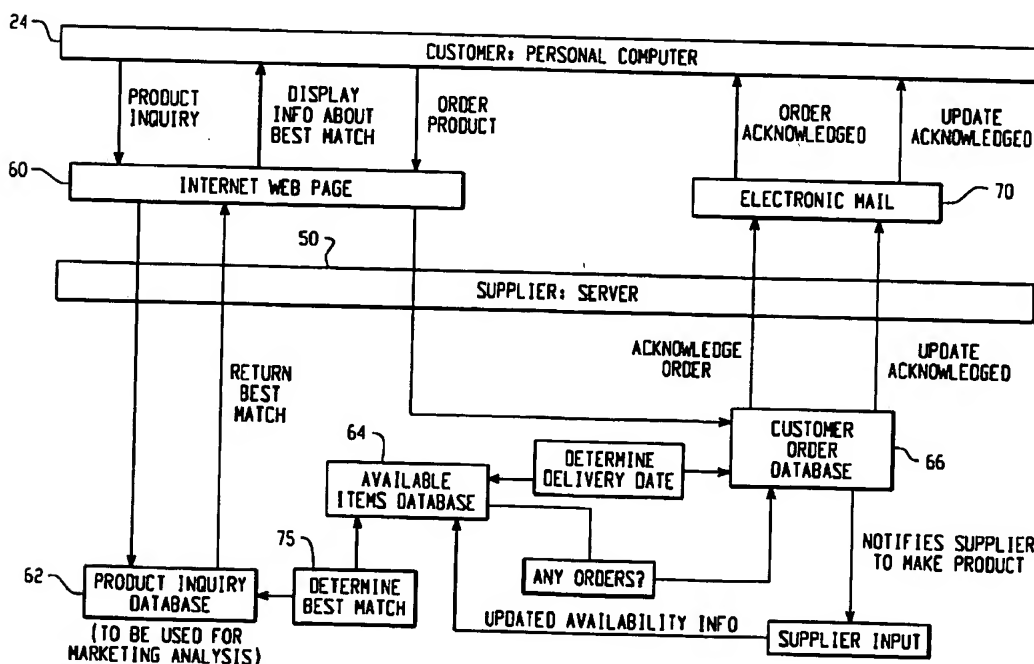 24
CUSTOMER: PERSONAL COMPUTER
PRODUCT
INQUIRY
DISPLAY
INFO ABOUT
BEST MATCH
ORDER
PRODUCT
ORDER
ACKNOWLEDGED
UPDATE
ACKNOWLEDGED
60
INTERNET WEB PAGE
ELECTRONIC MAIL
70
50
SUPPLIER: SERVER
RETURN
BEST
MATCH
ACKNOWLEDGE
ORDER
UPDATE
ACKNOWLEDGED
64
AVAILABLE
ITEMS DATABASE
DETERMINE
DELIVERY DATE
CUSTOMER
ORDER
DATABASE
66
62
PRODUCT INQUIRY
DATABASE
(TO BE USED FOR
MARKETING ANALYSIS)
75
DETERMINE
BEST MATCH
ANY ORDERS?
NOTIFIES SUPPLIER
TO MAKE PRODUCT
UPDATED AVAILABILITY INFO
SUPPLIER INPUT